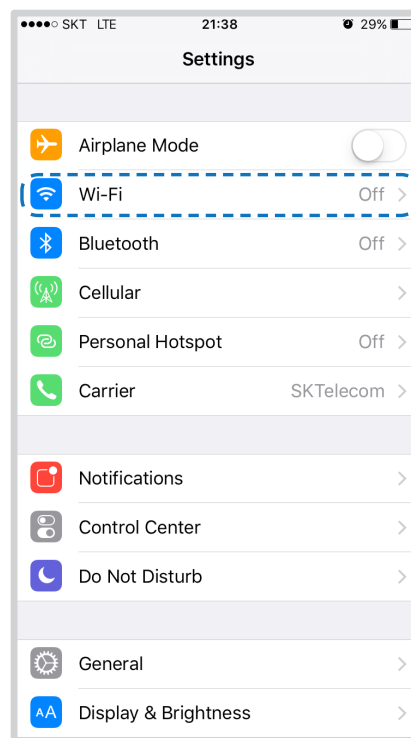 SKT LTE 21:38 29%
Settings
Airplane Mode
Wi-Fi Off
Bluetooth Off
Cellular
Personal Hotspot Off
Carrier SKTelecom
Notifications
Control Center
Do Not Disturb
General
AA Display & Brightness